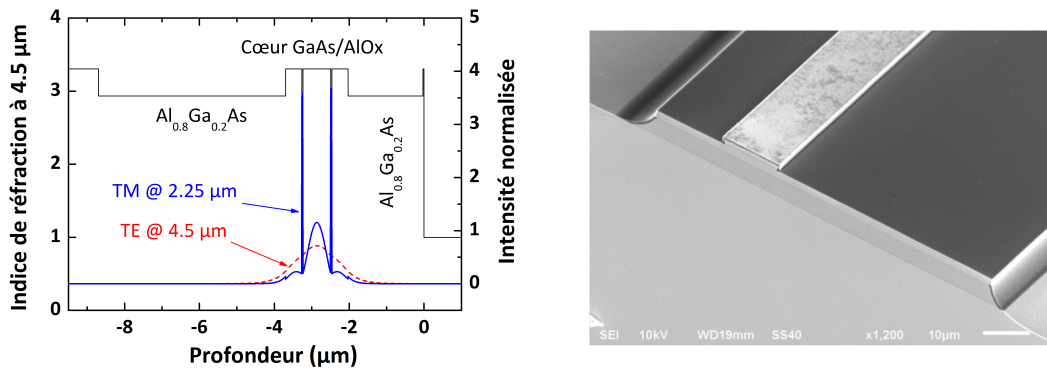 Indice de réfraction à 4.5 µm
4
3
2
1
0
5
4
3
2
1
0
Intensité normalisée
Cœur GaAs/AlOx
Al0.8Ga0.2As
Al0.8Ga0.2As
TM @ 2.25 µm
TE @ 4.5 µm
-8
-6
-4
-2
0
Profondeur (µm)
SEI 10kV WD19mm SS40 x1,200 10µm